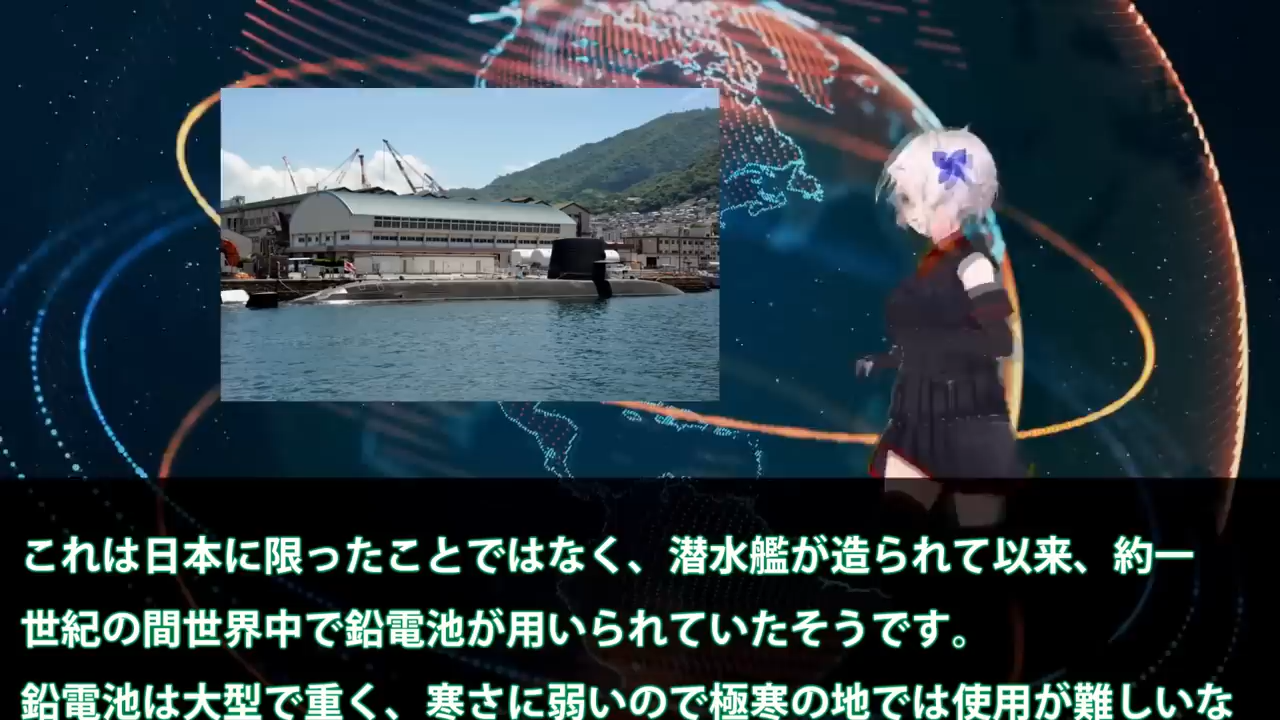 これは日本に限ったことではなく、潜水艦が造られて以来、約一
世紀の間世界中で鉛電池が用いられていたそうです。
鉛電池は大型で重く、寒さに弱いので極寒の地では使用が難しいな